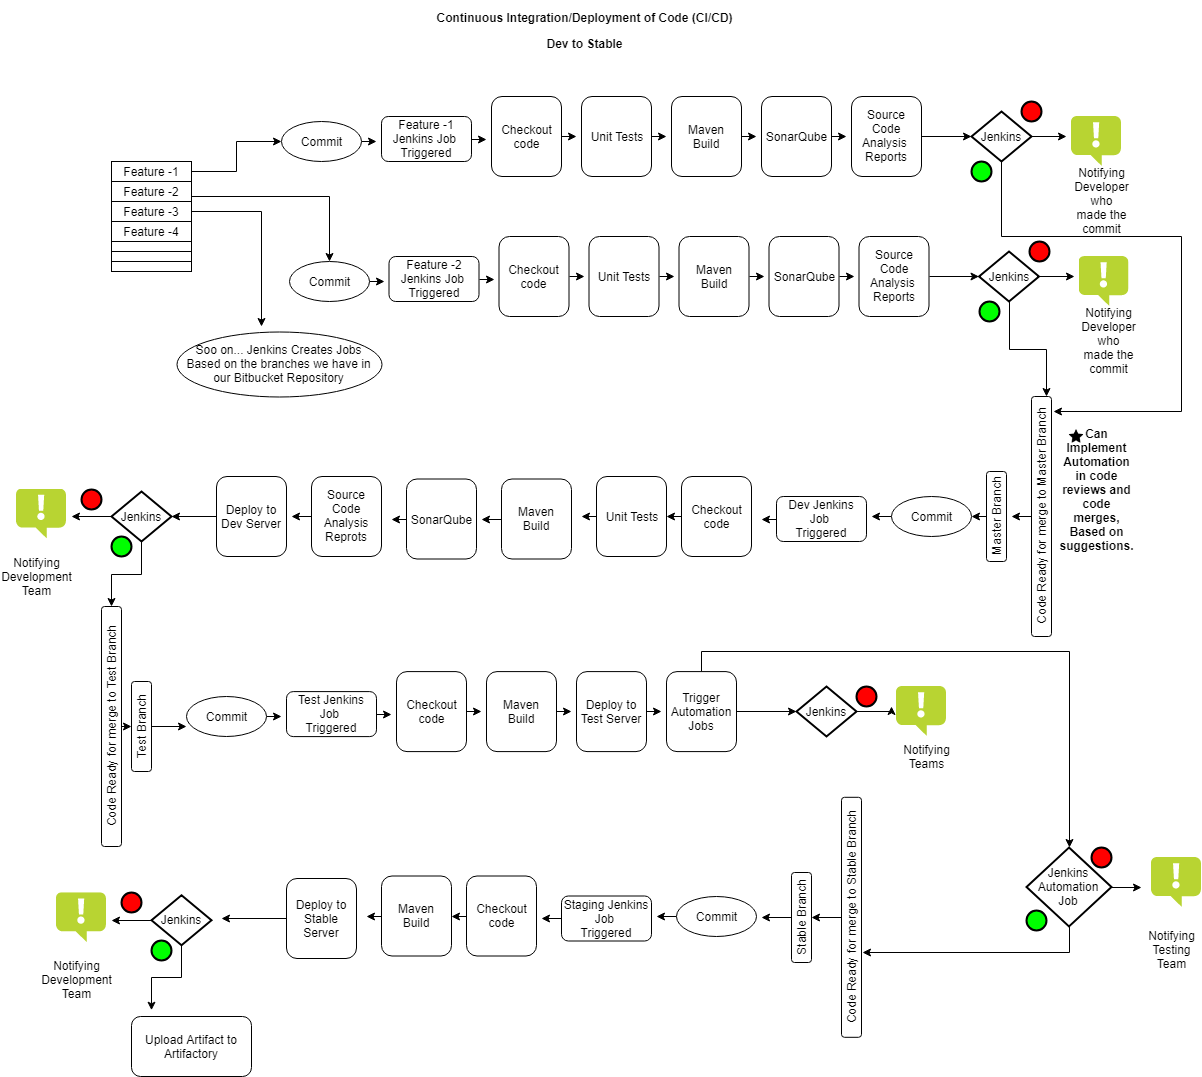 Continuous Integration/Deployment of Code (CI/CD)
Dev to Stable
Feature -1
Feature -2
Feature -3
Feature -4
Commit
Feature -1
Jenkins Job
Triggered
Checkout
code
Unit Tests
Maven
Build
SonarQube
Source
Code
Analysis
Reports
Jenkins
!
Notifying
Developer
who
made the
commit
Commit
Feature -2
Jenkins Job
Triggered
Checkout
code
Unit Tests
Maven
Build
SonarQube
Source
Code
Analysis
Reports
Jenkins
!
Notifying
Developer
who
made the
commit
Soo on... Jenkins Creates Jobs
Based on the branches we have in
our Bitbucket Repository
Code Ready for merge to Master Branch
Can
Implement
Automation
in code
reviews and
code
merges,
Based on
suggestions.
Master Branch
Commit
Dev Jenkins
Job
Triggered
Checkout
code
Unit Tests
Maven
Build
SonarQube
Source
Code
Analysis
Reprots
Deploy to
Dev Server
Jenkins
!
Notifying
Development
Team
Code Ready for merge to Test Branch
Test Branch
Commit
Test Jenkins
Job
Triggered
Checkout
code
Maven
Build
Deploy to
Test Server
Trigger
Automation
Jobs
Jenkins
!
Notifying
Teams
Jenkins
Automation
Job
!
Notifying
Testing
Team
Code Ready for merge to Stable Branch
Stable Branch
Commit
Staging Jenkins
Job
Triggered
Checkout
code
Maven
Build
Deploy to
Stable
Server
Jenkins
!
Notifying
Development
Team
Upload Artifact to
Artifactory